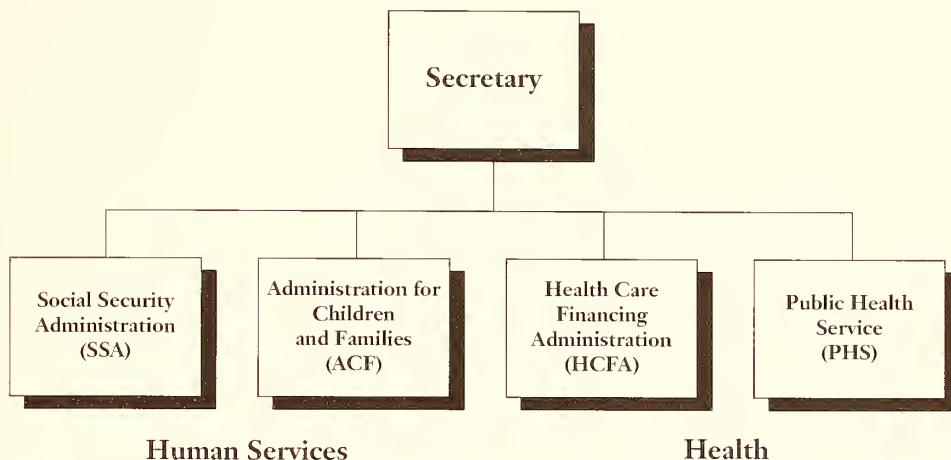 Secretary
Social Security
Administration
(SSA)
Administration for
Children
and Families
(ACF)
Health Care
Financing
Administration
(HCFA)
Public Health
Service
(PHS)
Human Services
Health